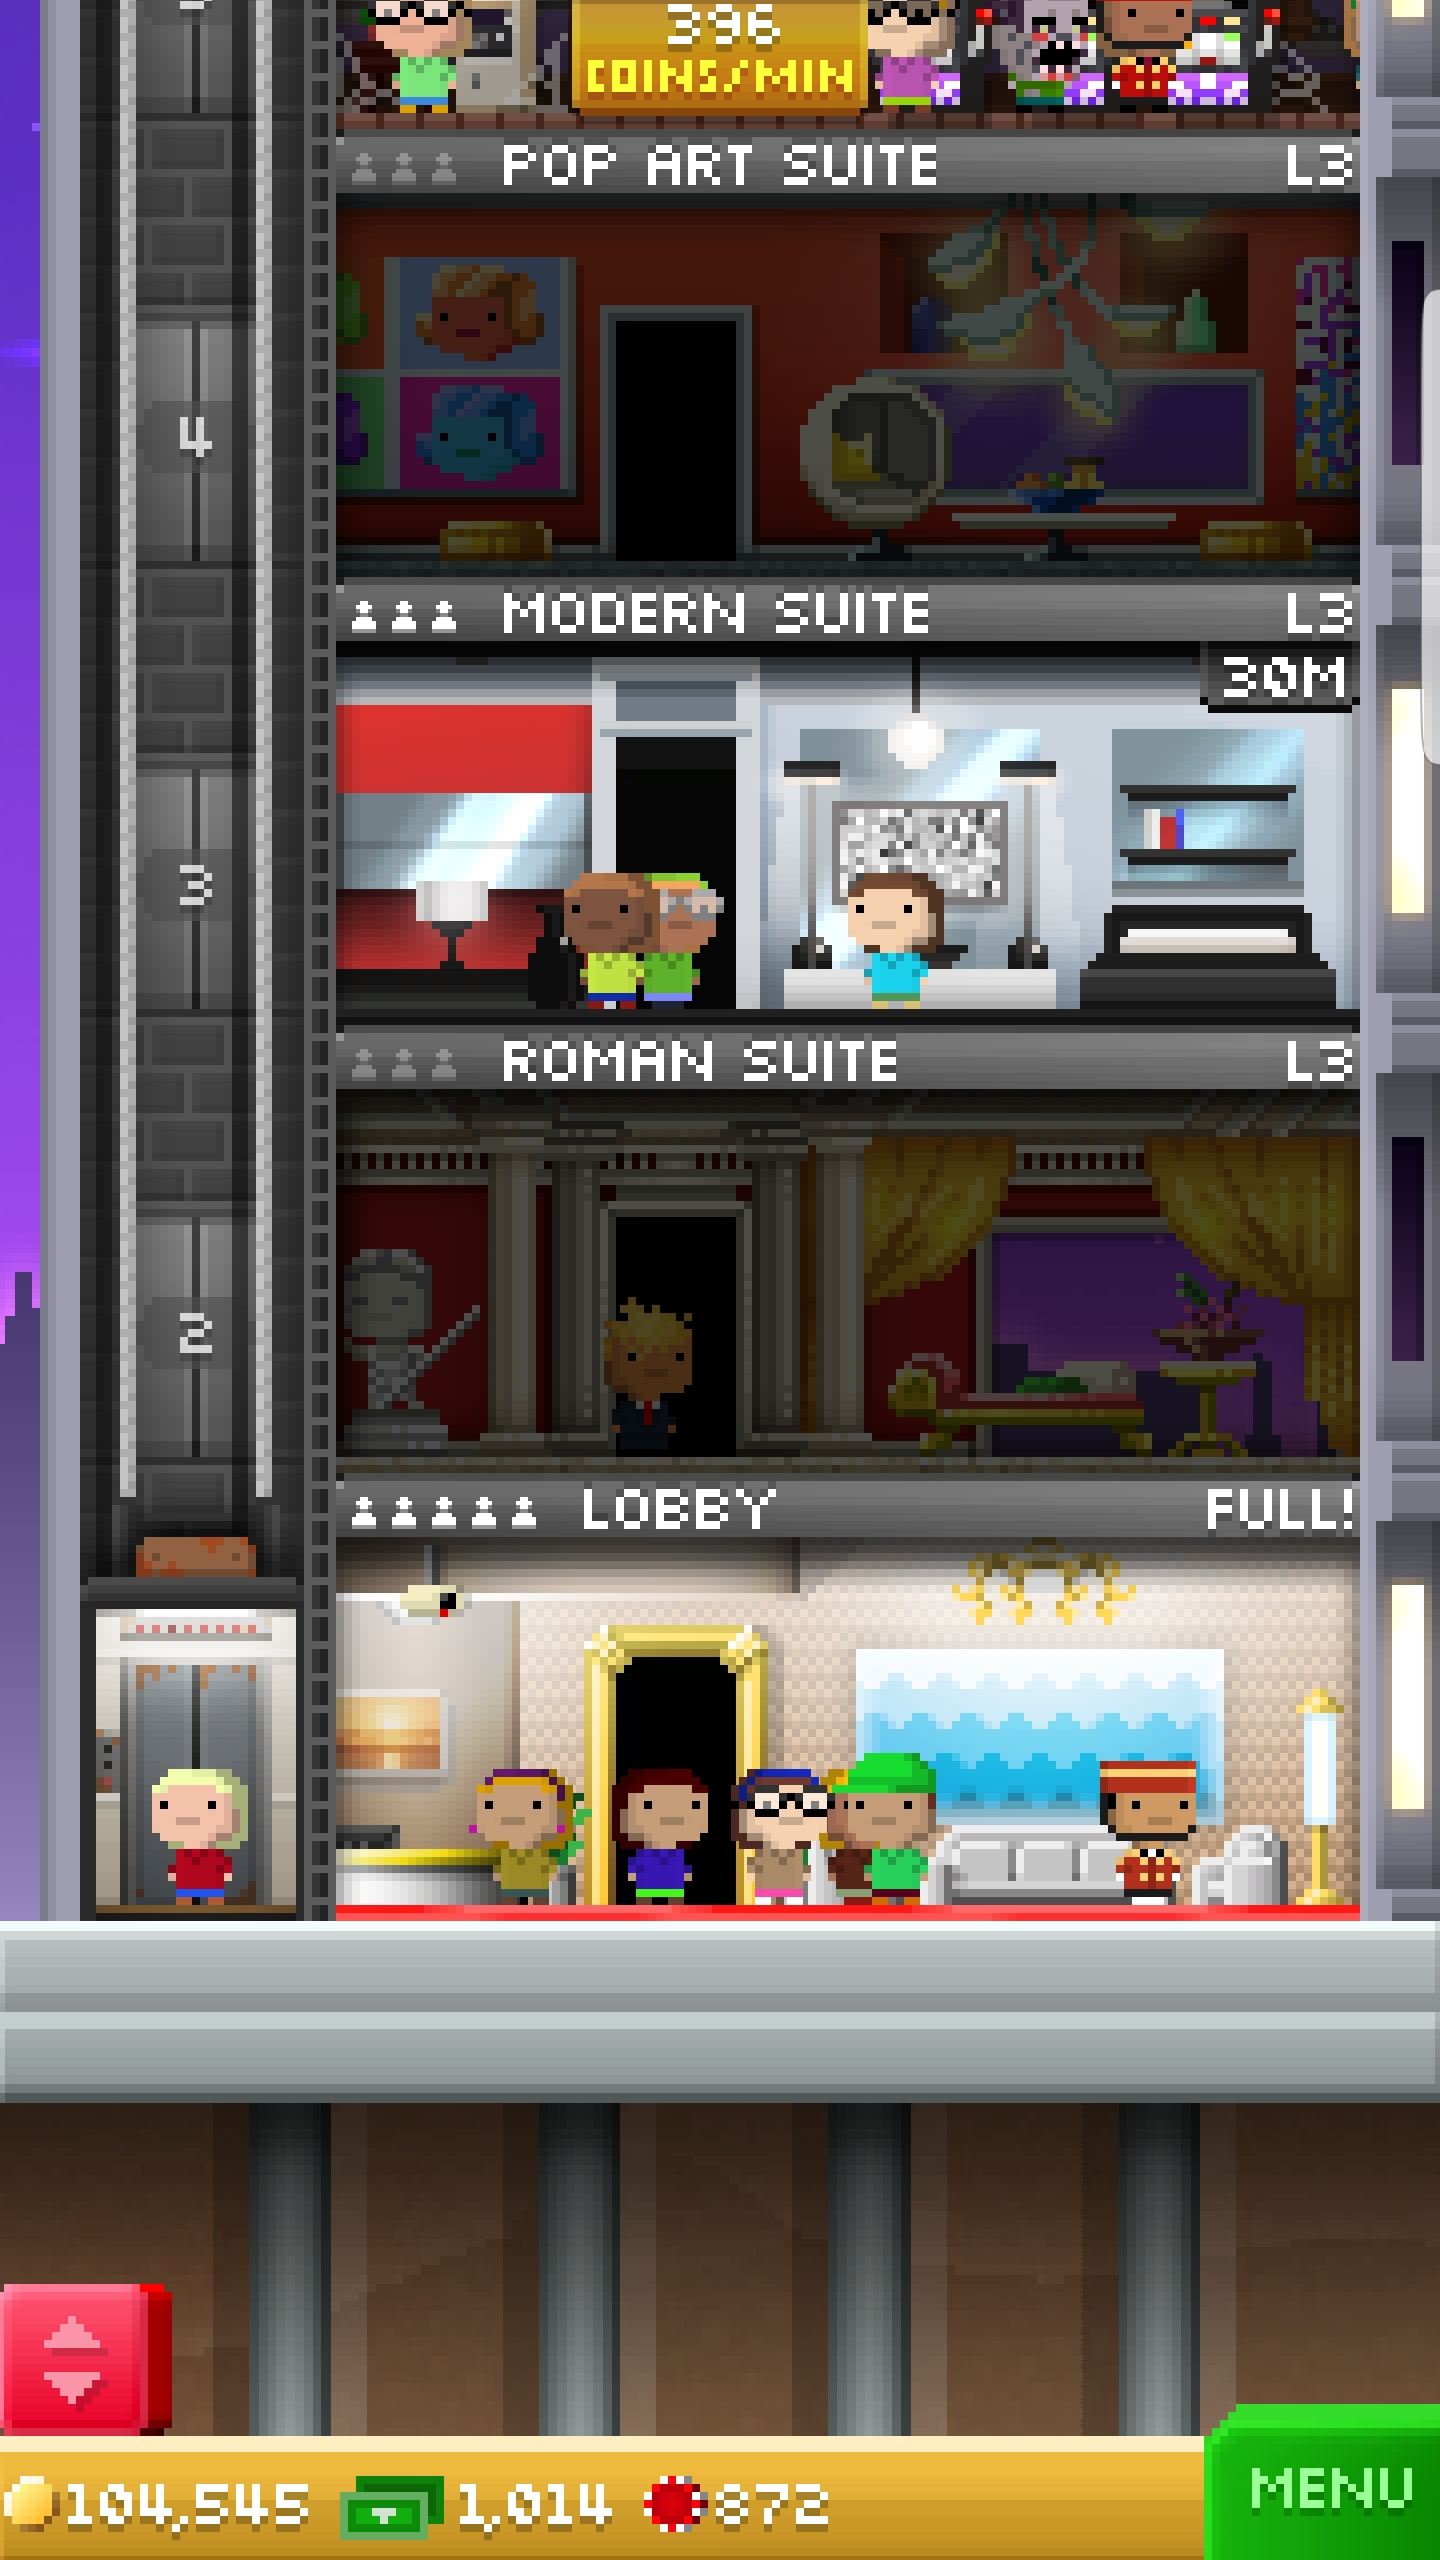 396
COINS/MIN
POP ART SUITE L3
4
MODERN SUITE L3
30M
3
ROMAN SUITE L3
2
LOBBY FULL!
104,545 1,014 872
MENU